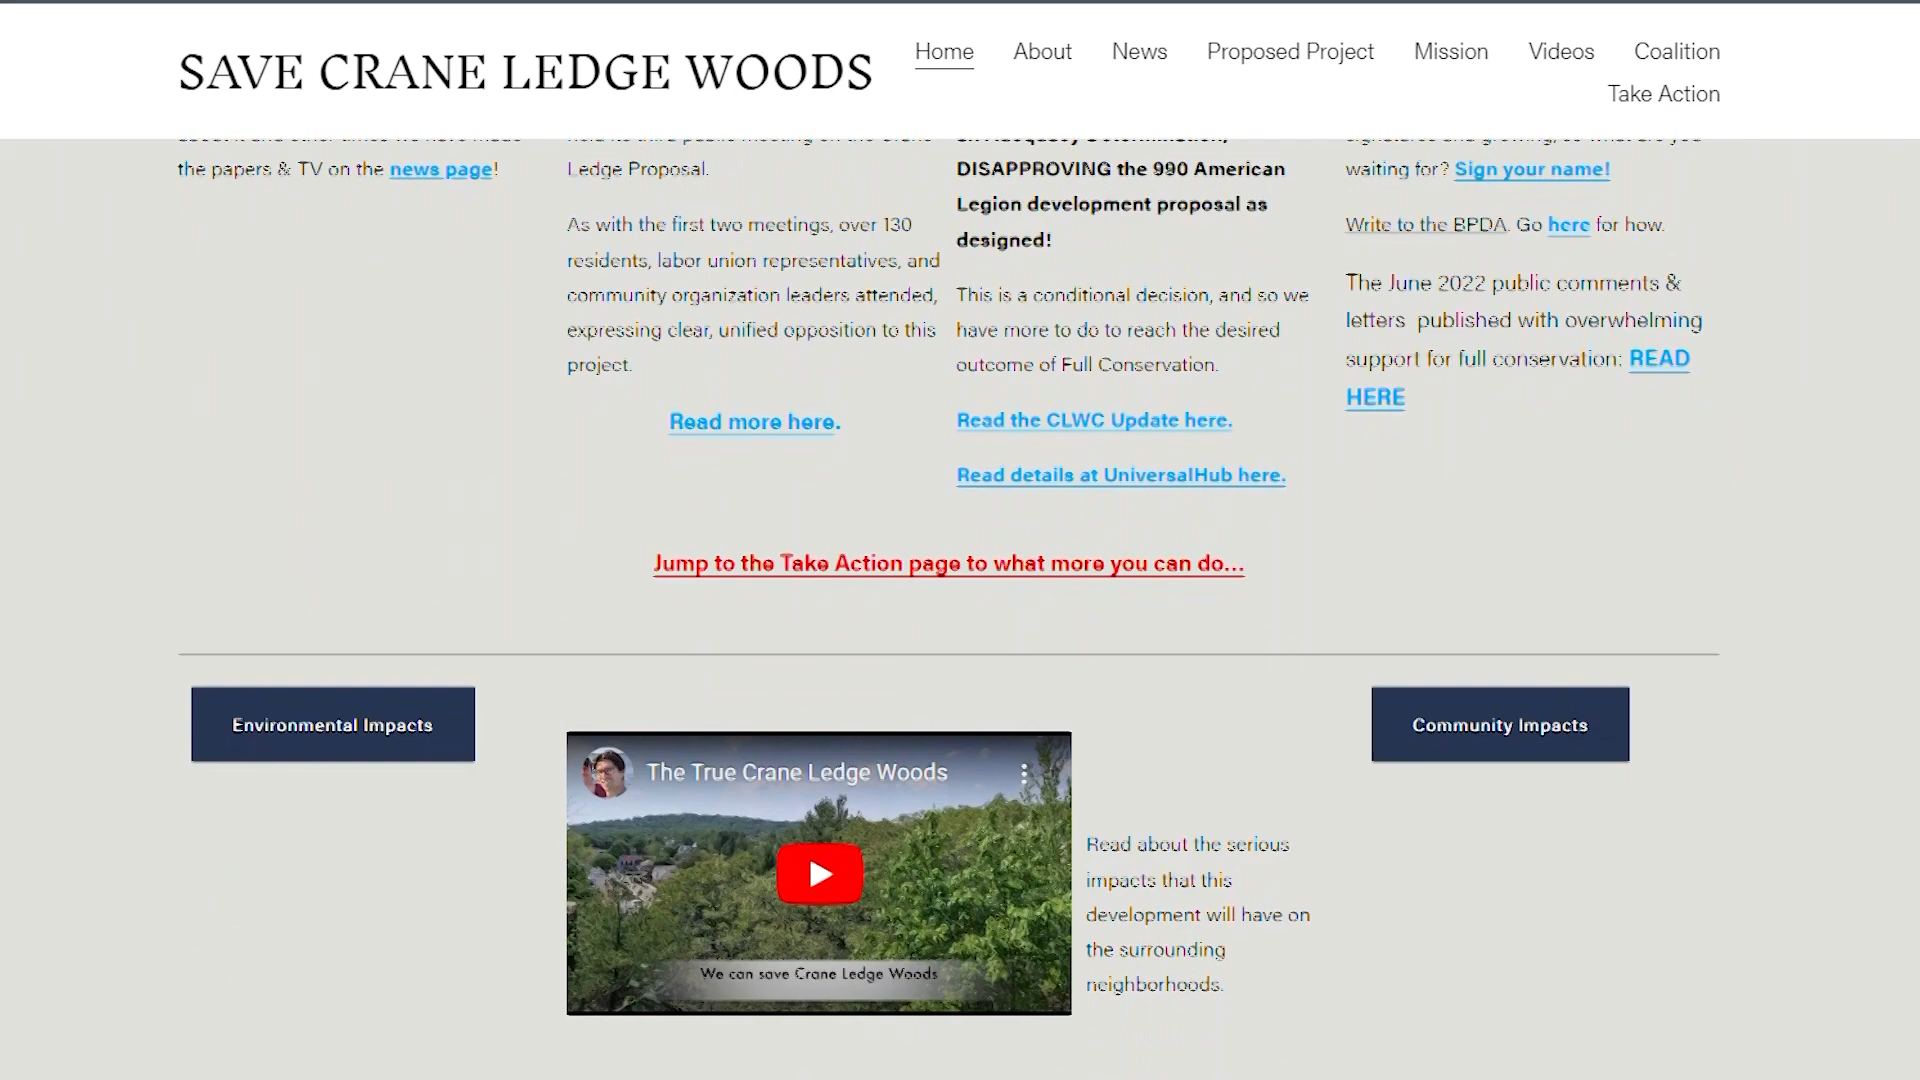 SAVE CRANE LEDGE WOODS
Home About News Proposed Project Mission Videos Coalition
Take Action
the papers & TV on the news page!
Ledge Proposal.
As with the first two meetings, over 130
residents, labor union representatives, and
community organization leaders attended,
expressing clear, unified opposition to this
project.
Read more here.
DISAPPROVING the 990 American
Legion development proposal as
designed!
This is a conditional decision, and so we
have more to do to reach the desired
outcome of Full Conservation.
Read the CLWC Update here.
Read details at UniversalHub here.
waiting for? Sign your name!
Write to the BPDA. Go here for how.
The June 2022 public comments &
letters published with overwhelming
support for full conservation: READ
HERE
Jump to the Take Action page to what more you can do...
Environmental Impacts
The True Crane Ledge Woods
We can save Crane Ledge Woods
Read about the serious
impacts that this
development will have on
the surrounding
neighborhoods.
Community Impacts